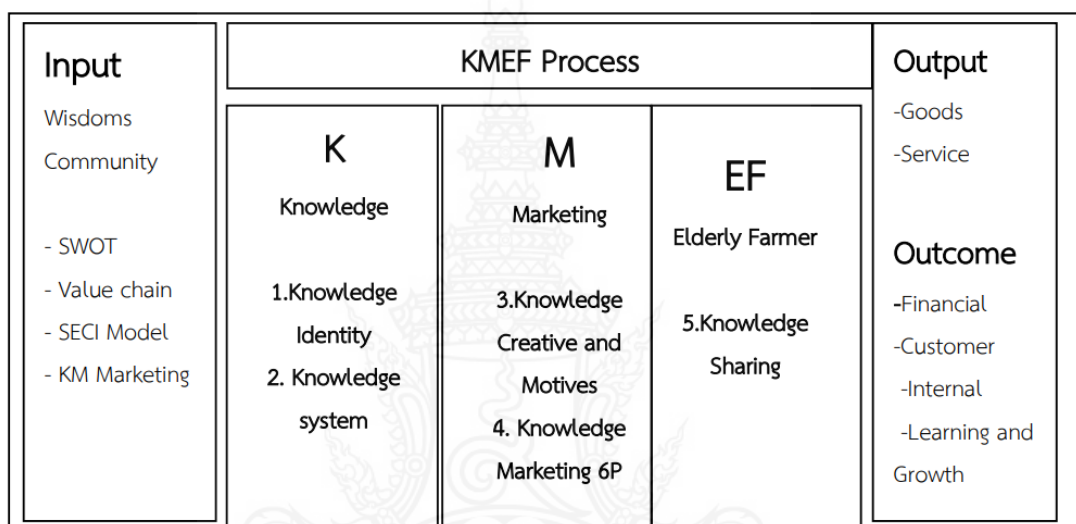 Input
Wisdoms
Community
- SWOT
- Value chain
- SECI Model
- KM Marketing
KMEF Process
K
Knowledge
1.Knowledge
Identity
2. Knowledge
system
M
Marketing
3.Knowledge
Creative and
Motives
4. Knowledge
Marketing 6P
EF
Elderly Farmer
5.Knowledge
Sharing
Output
-Goods
-Service
Outcome
-Financial
-Customer
-Internal
-Learning and
Growth